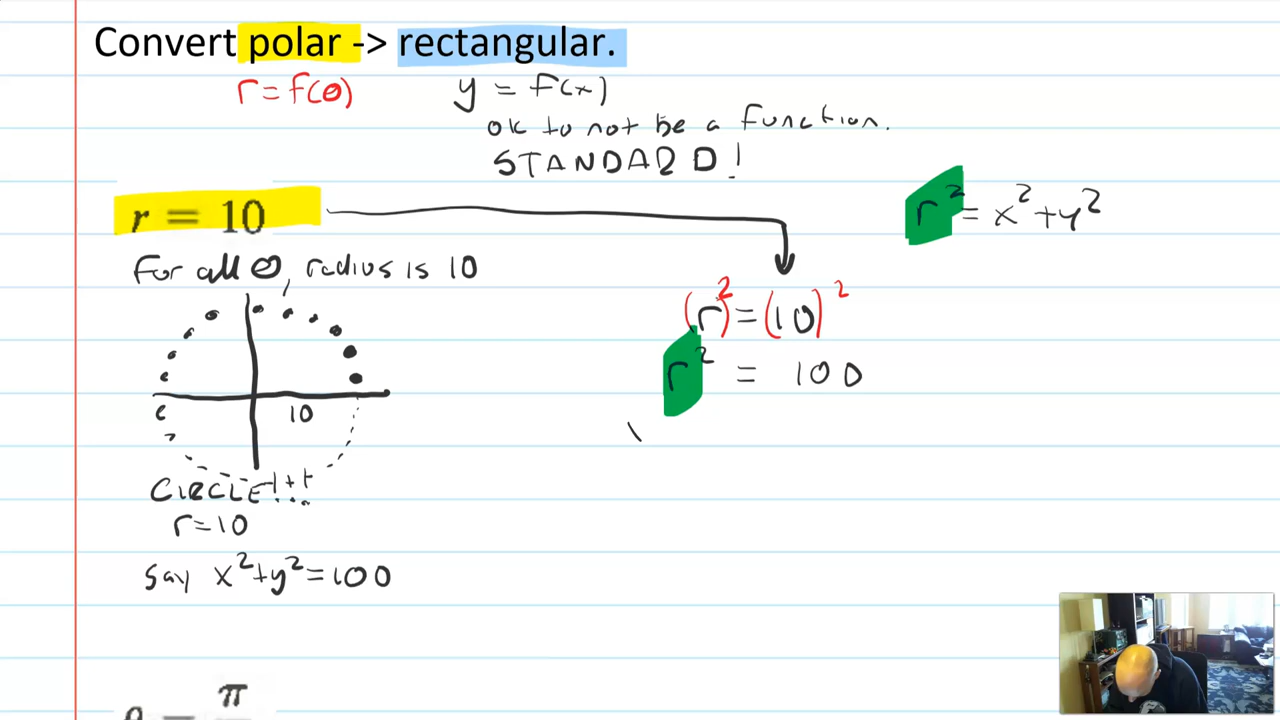 Convert polar -> rectangular.
r = f(θ)
y = f(x)
ok to not be a function.
STANDARD!
r = 10
r² = x² + y²
For all θ, radius is 10
(r)² = (10)²
r² = 100
10
CIRCLE!!!
r=10
Say x²+y²=100
π